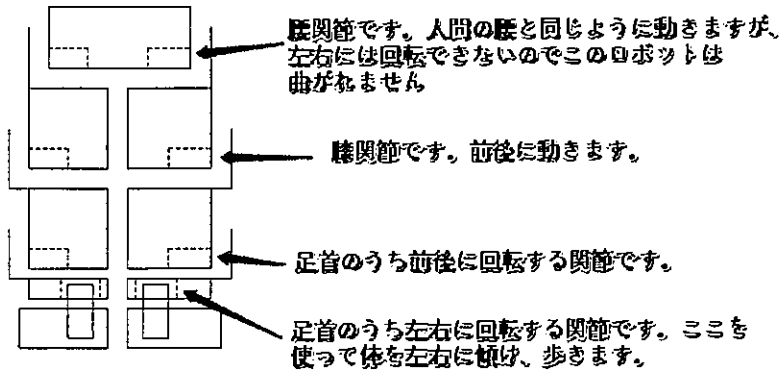 腰関節です。人間の腰と同じように動きますが、
左右には回転できないのでこのロボットは
曲がれません
膝関節です。前後に動きます。
足首のうち前後に回転する関節です。
足首のうち左右に回転する関節です。ここを
使って体を左右に傾け、歩きます。